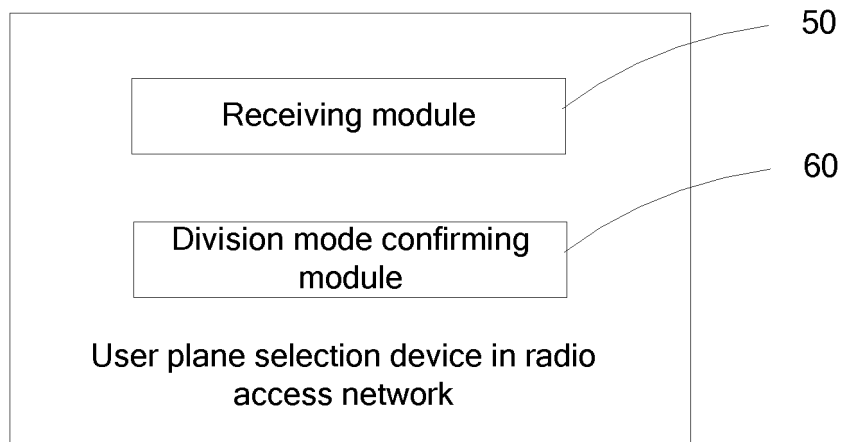 50
Receiving module
60
Division mode confirming
module
User plane selection device in radio
access network